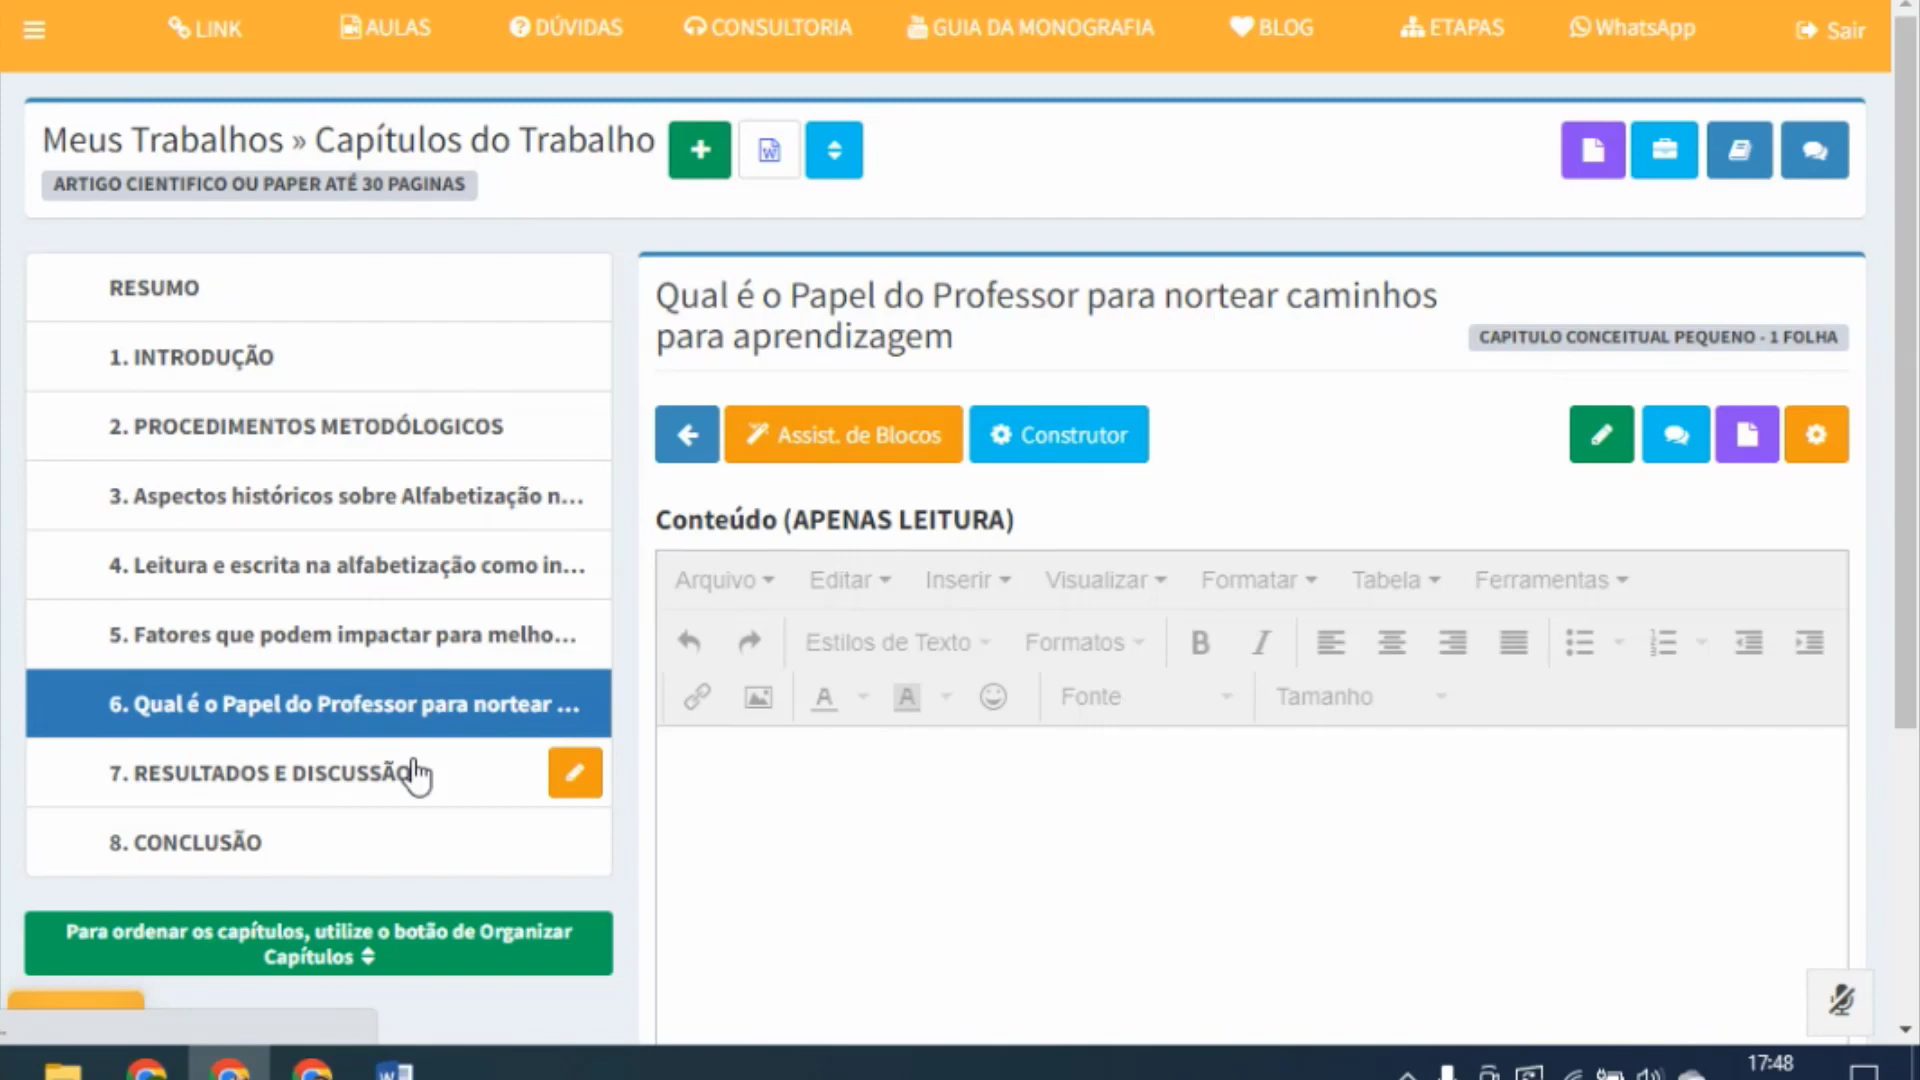 LINK AULAS DÚVIDAS CONSULTORIA GUIA DA MONOGRAFIA BLOG ETAPAS WhatsApp Sair
Meus Trabalhos » Capítulos do Trabalho
ARTIGO CIENTIFICO OU PAPER ATÉ 30 PAGINAS
RESUMO
1. INTRODUÇÃO
2. PROCEDIMENTOS METODÓLOGICOS
3. Aspectos históricos sobre Alfabetização n...
4. Leitura e escrita na alfabetização como in...
5. Fatores que podem impactar para melho...
6. Qual é o Papel do Professor para nortear ...
7. RESULTADOS E DISCUSSÃO
8. CONCLUSÃO
Para ordenar os capítulos, utilize o botão de Organizar
Capítulos
Qual é o Papel do Professor para nortear caminhos
para aprendizagem
CAPITULO CONCEITUAL PEQUENO - 1 FOLHA
Assist. de Blocos Construtor
Conteúdo (APENAS LEITURA)
Arquivo Editar Inserir Visualizar Formatar Tabela Ferramentas
Estilos de Texto Formatos B I
A A Fonte Tamanho
17:48